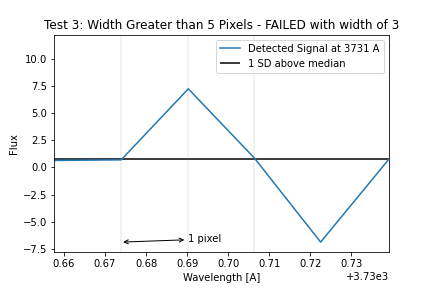 Test 3: Width Greater than 5 Pixels - FAILED with width of 3
Detected Signal at 3731 A
1 SD above median
10.0
7.5
5.0
2.5
0.0
−2.5
−5.0
−7.5
Flux
1 pixel
0.66 0.67 0.68 0.69 0.70 0.71 0.72 0.73
Wavelength [A]
+3.73e3